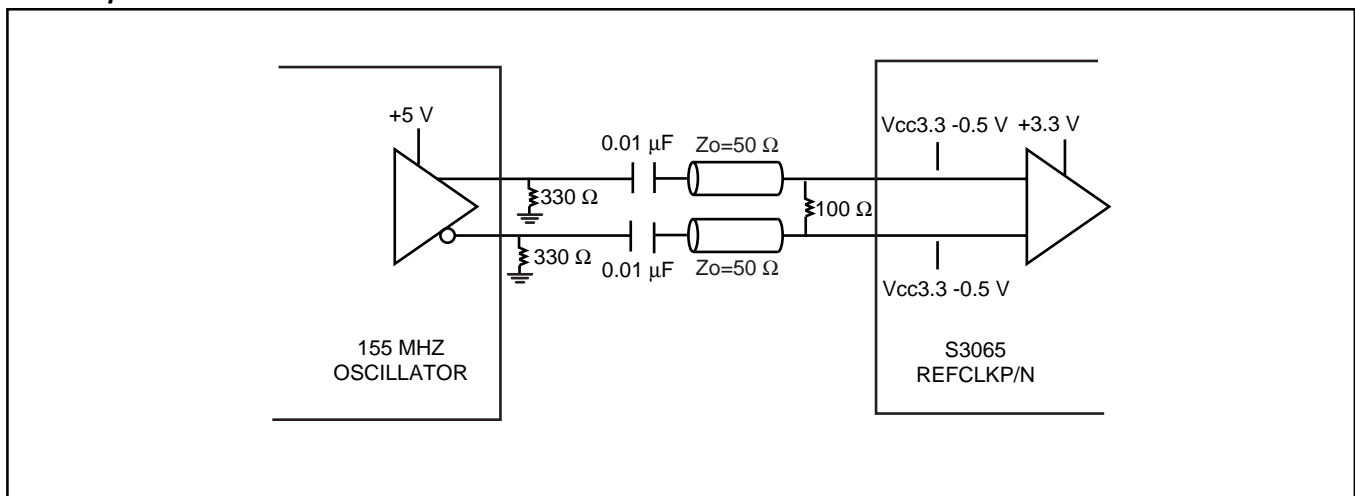 +5 V
0.01 μF
Zo=50 Ω
Vcc3.3 -0.5 V
+3.3 V
330 Ω
100 Ω
330 Ω
0.01 μF
Zo=50 Ω
Vcc3.3 -0.5 V
155 MHZ
OSCILLATOR
S3065
REFCLKP/N